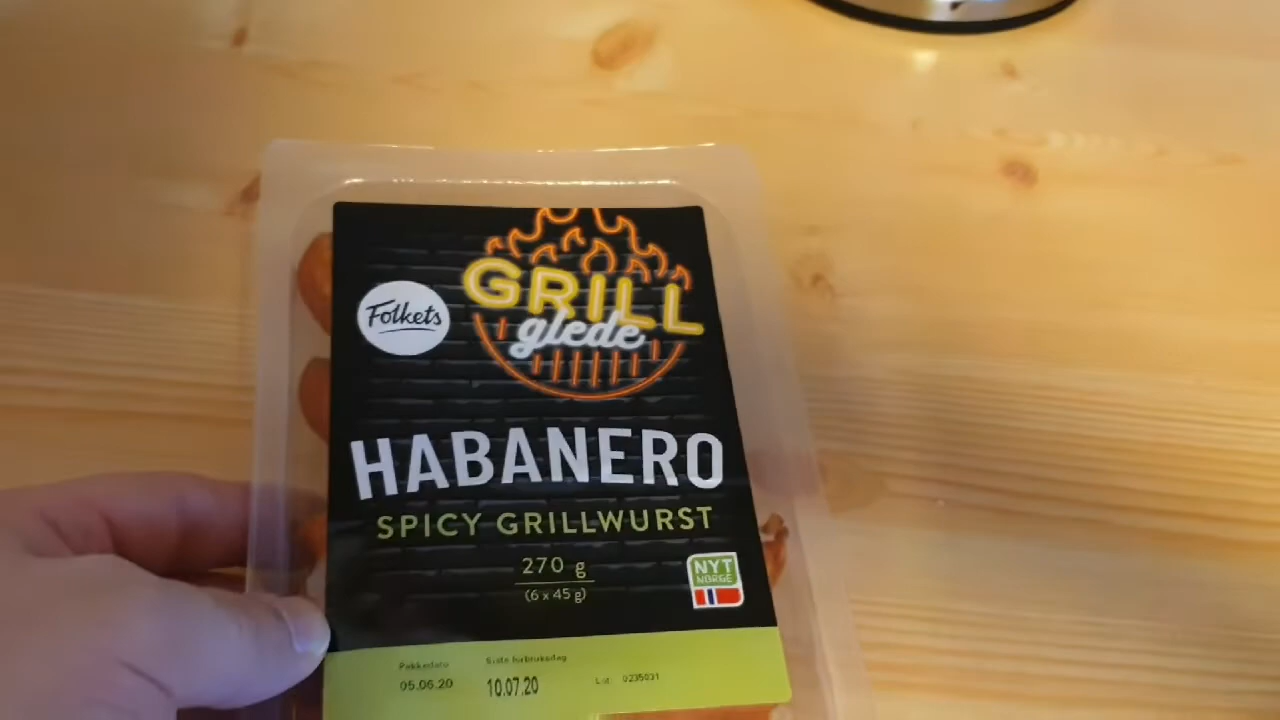 GRILL
glede
Folkets
HABANERO
SPICY GRILLWURST
270 g
(6 x 45 g)
NYT
NORGE
Pakkedato
Siste forbruksdag
05.06.20
10.07.20
Lot: 0235021